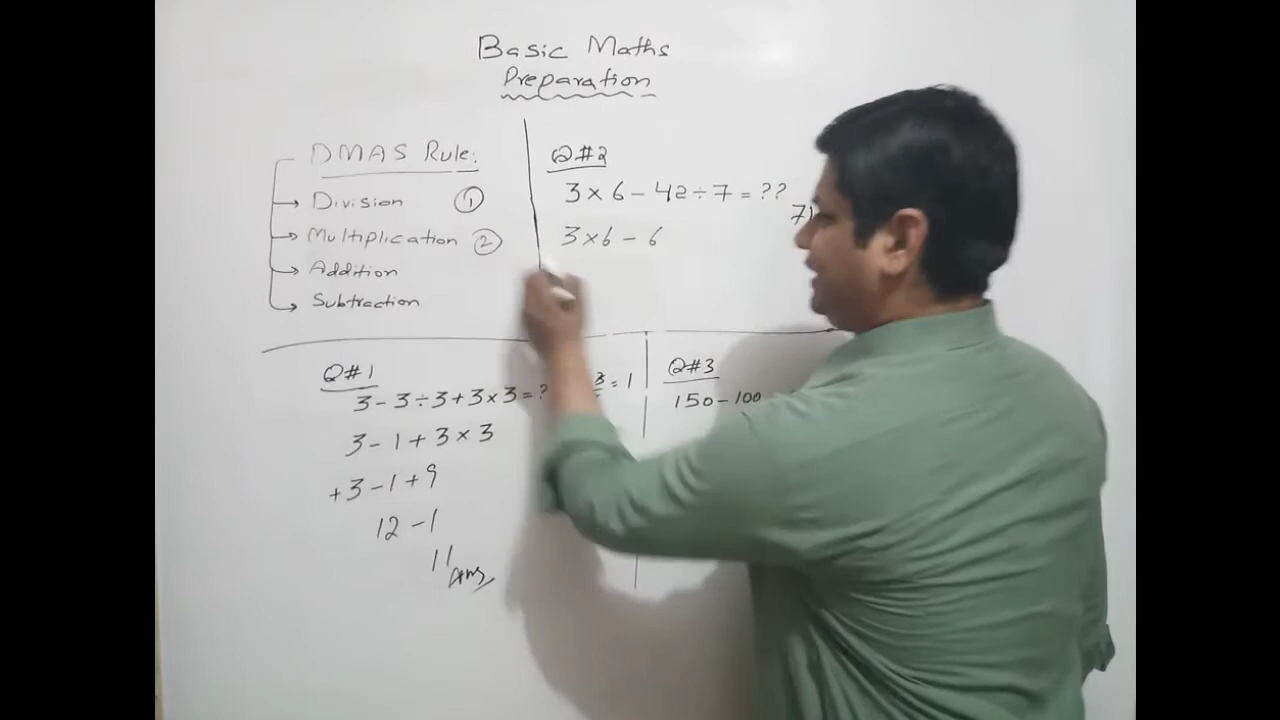 Basic Maths
Preparation
DMAS Rule:
Division ①
Multiplication ②
Addition
Subtraction
Q#2
3×6-42÷7=??
7)
3×6-6
Q#1
3-3÷3+3×3=?
3-1+3×3
+3-1+9
12-1
11 Ans
3 = 1
Q#3
150-100